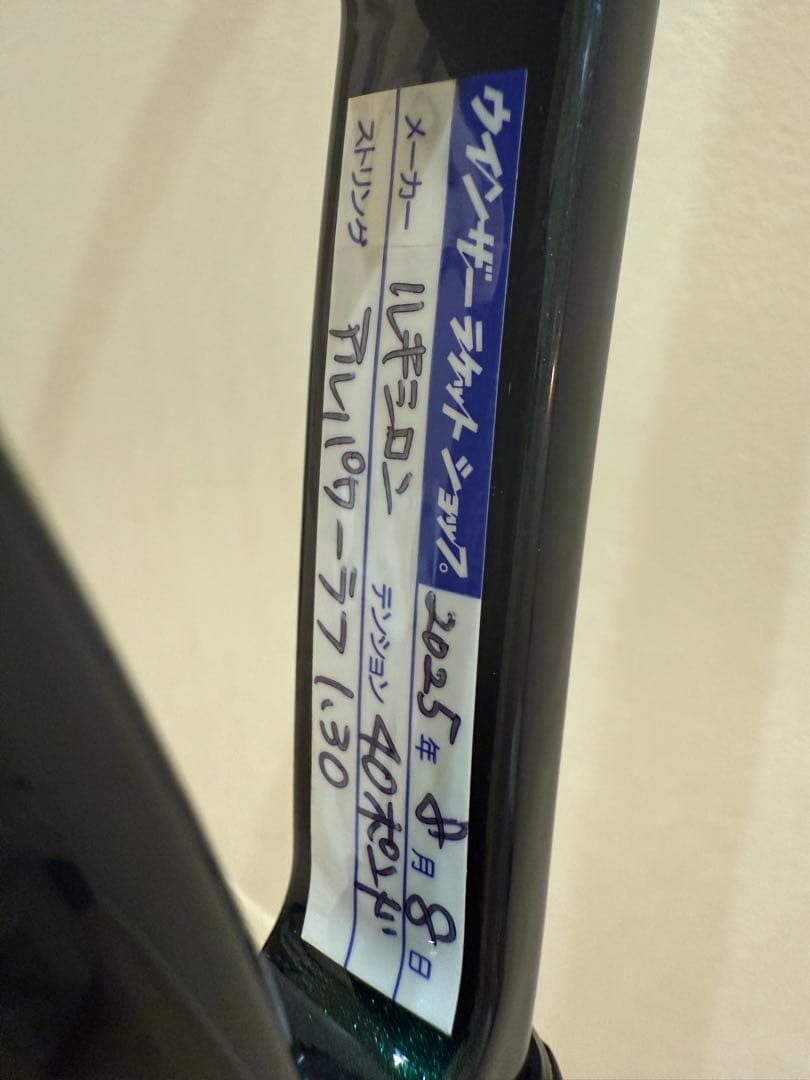 ウインザーラケットショップ。 2025年 8月 8日
メーカー ルキシロン テンション 40ポンド
ストリング アルパワーラフ 1.30